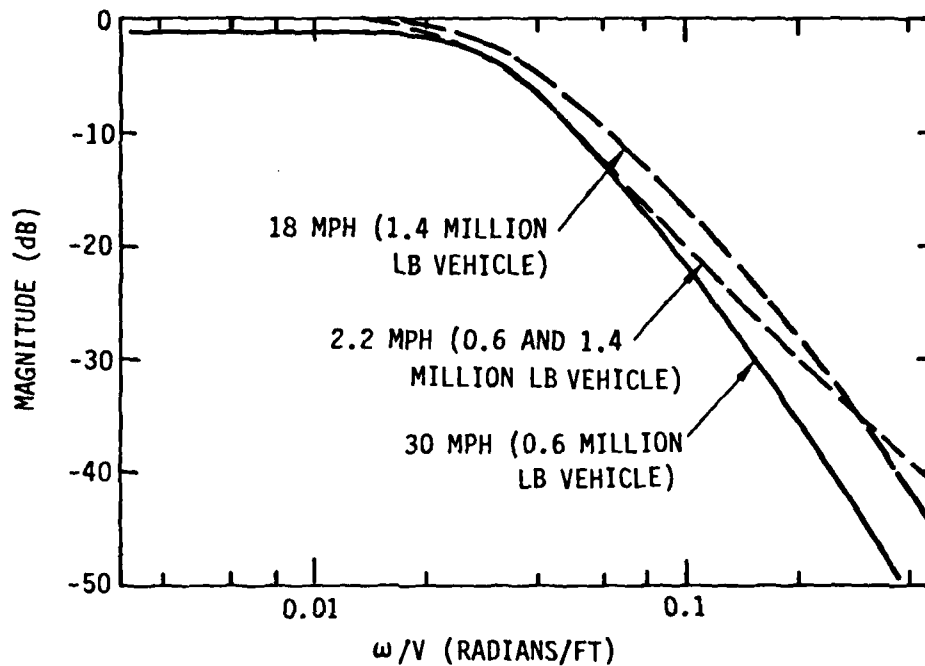 0
-10
-20
-30
-40
-50
MAGNITUDE (dB)
18 MPH (1.4 MILLION
LB VEHICLE)
2.2 MPH (0.6 AND 1.4
MILLION LB VEHICLE)
30 MPH (0.6 MILLION
LB VEHICLE)
0.01
0.1
ω/V (RADIANS/FT)